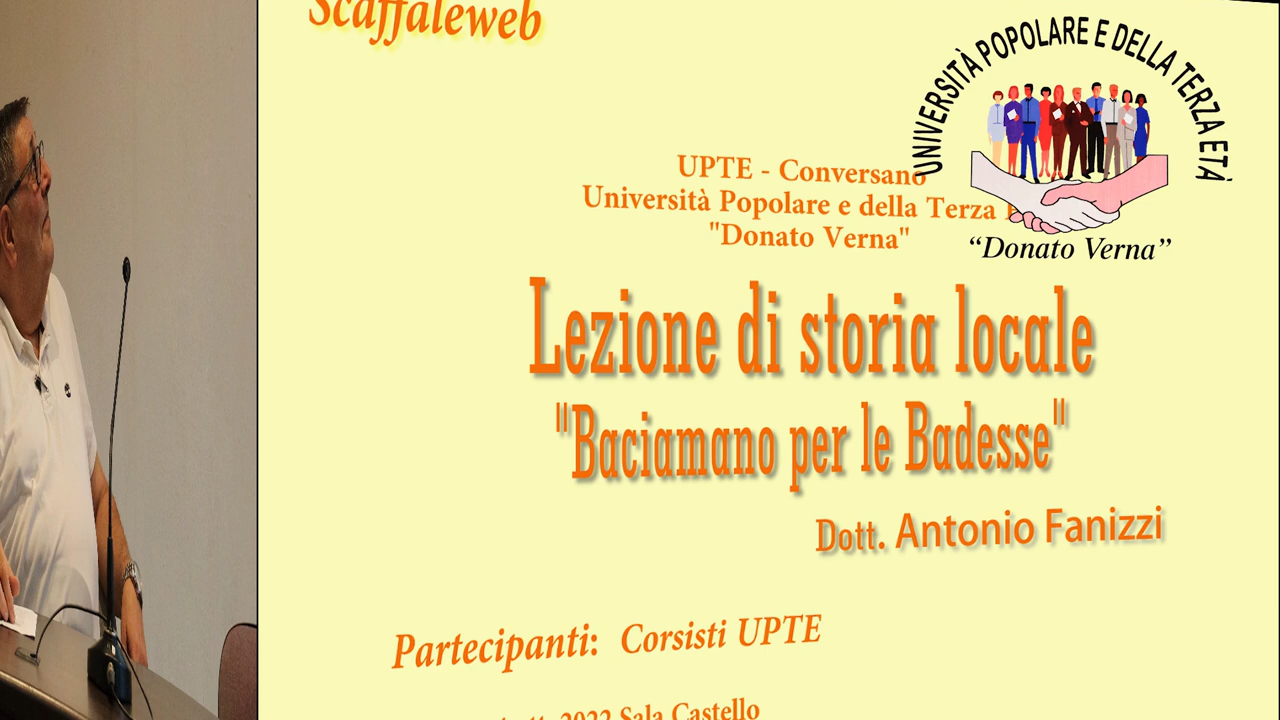 Scaffaleweb
UNIVERSITÀ POPOLARE E DELLA TERZA ETÀ
UPTE - Conversano
Università Popolare e della Terza
"Donato Verna"
“Donato Verna”
Lezione di storia locale
"Baciamano per le Badesse"
Dott. Antonio Fanizzi
Partecipanti: Corsisti UPTE
2022 Sala Castello